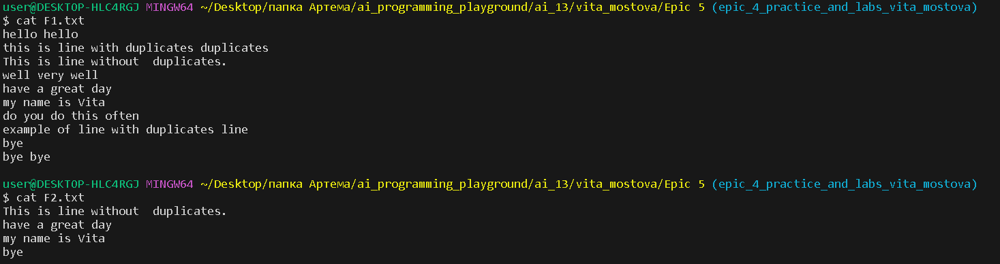 user@DESKTOP-HLC4RGJ MINGW64 ~/Desktop/папка Артема/ai_programming_playground/ai_13/vita_mostova/Epic 5 (epic_4_practice_and_labs_vita_mostova)
$ cat F1.txt
hello hello
this is line with duplicates duplicates
This is line without  duplicates.
well very well
have a great day
my name is Vita
do you do this often
example of line with duplicates line
bye
bye bye
user@DESKTOP-HLC4RGJ MINGW64 ~/Desktop/папка Артема/ai_programming_playground/ai_13/vita_mostova/Epic 5 (epic_4_practice_and_labs_vita_mostova)
$ cat F2.txt
This is line without  duplicates.
have a great day
my name is Vita
bye